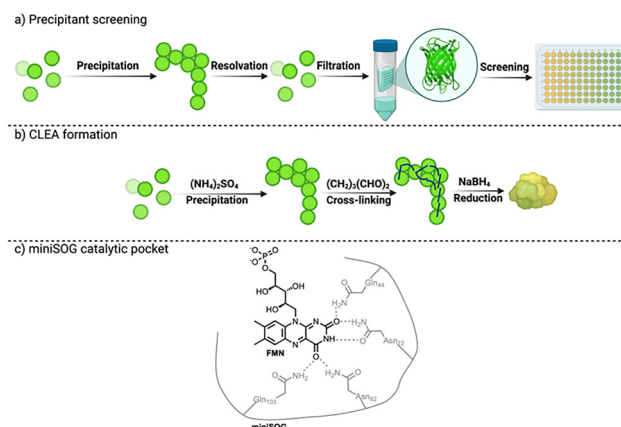 a) Precipitant screening
Precipitation
Resolvation
Filtration
Screening
b) CLEA formation
(NH₄)₂SO₄
Precipitation
(CH₂)₃(CHO)₂
Cross-linking
NaBH₄
Reduction
c) miniSOG catalytic pocket
⁻O
O
P
⁻O
O
Gln44
HO
OH
O
H₂N
HO
N
N
O
H₂N
Asn72
N
NH
O
FMN
O
O
NH₂
H₂N
O
Gln103
Asn82
miniSOG